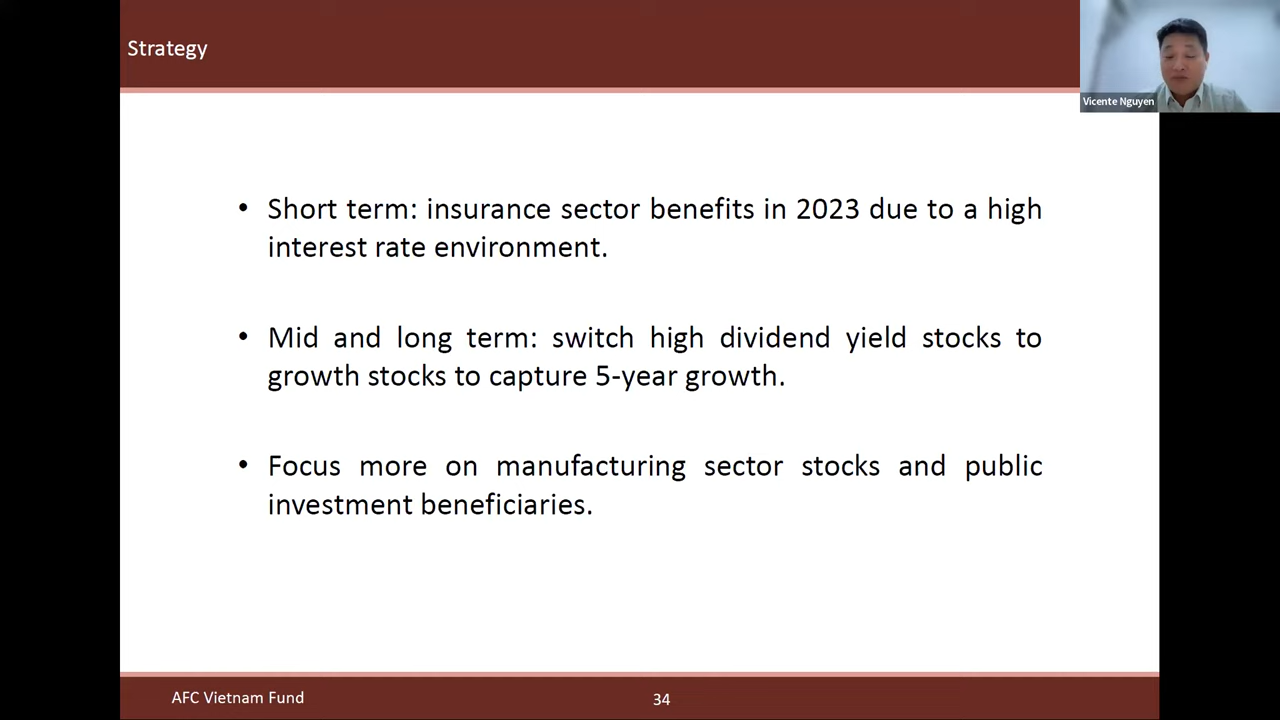 Strategy
Vicente Nguyen
• Short term: insurance sector benefits in 2023 due to a high
interest rate environment.
• Mid and long term: switch high dividend yield stocks to
growth stocks to capture 5-year growth.
• Focus more on manufacturing sector stocks and public
investment beneficiaries.
AFC Vietnam Fund
34